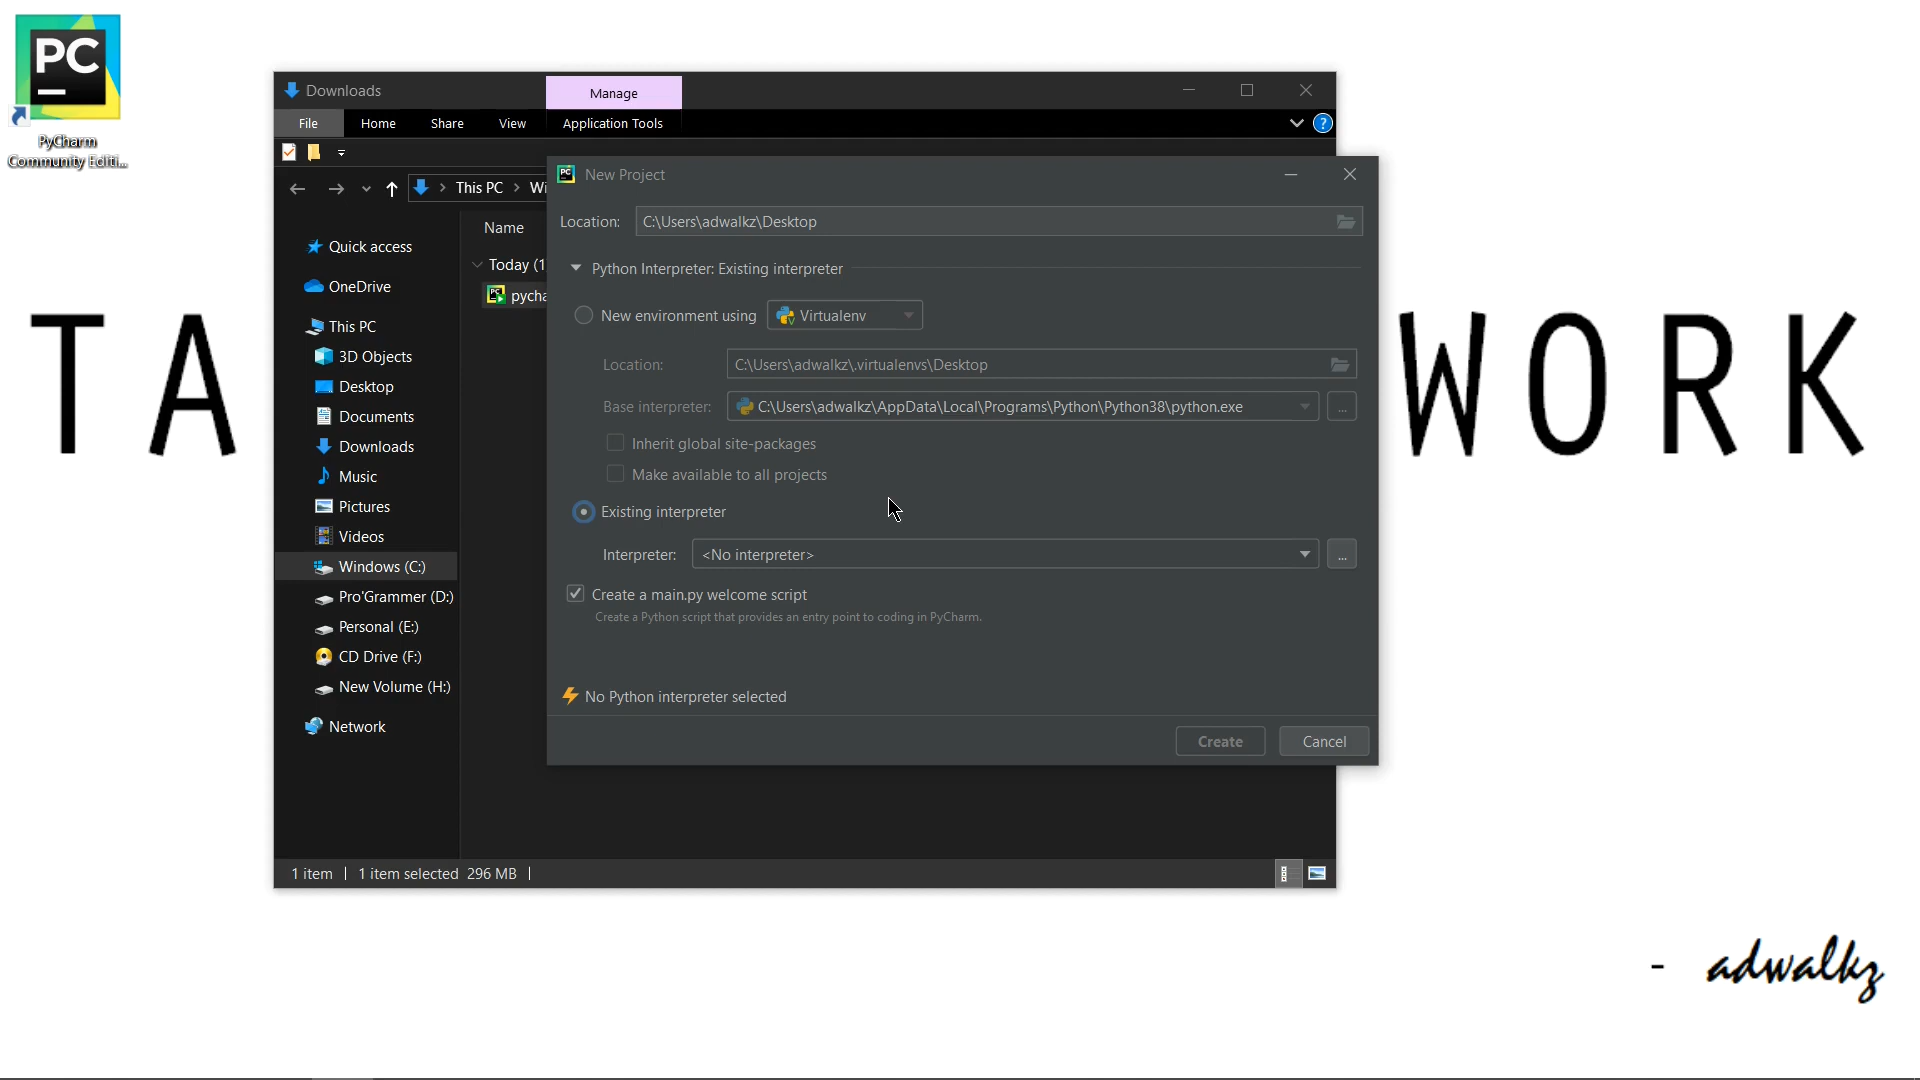 PC
PyCharm
Community Editi...
Downloads
Manage
File
Home
Share
View
Application Tools
?
This PC
Wi
Name
Today (1
pycha
Quick access
OneDrive
This PC
3D Objects
Desktop
Documents
Downloads
Music
Pictures
Videos
Windows (C:)
Pro'Grammer (D:)
Personal (E:)
CD Drive (F:)
New Volume (H:)
Network
1 item
1 item selected 296 MB
New Project
Location:
C:\Users\adwalkz\Desktop
Python Interpreter: Existing interpreter
New environment using
Virtualenv
Location:
C:\Users\adwalkz\.virtualenvs\Desktop
Base interpreter:
C:\Users\adwalkz\AppData\Local\Programs\Python\Python38\python.exe
...
Inherit global site-packages
Make available to all projects
Existing interpreter
Interpreter:
<No interpreter>
...
Create a main.py welcome script
Create a Python script that provides an entry point to coding in PyCharm.
No Python interpreter selected
Create
Cancel
T A
W O R K
- adwalkz